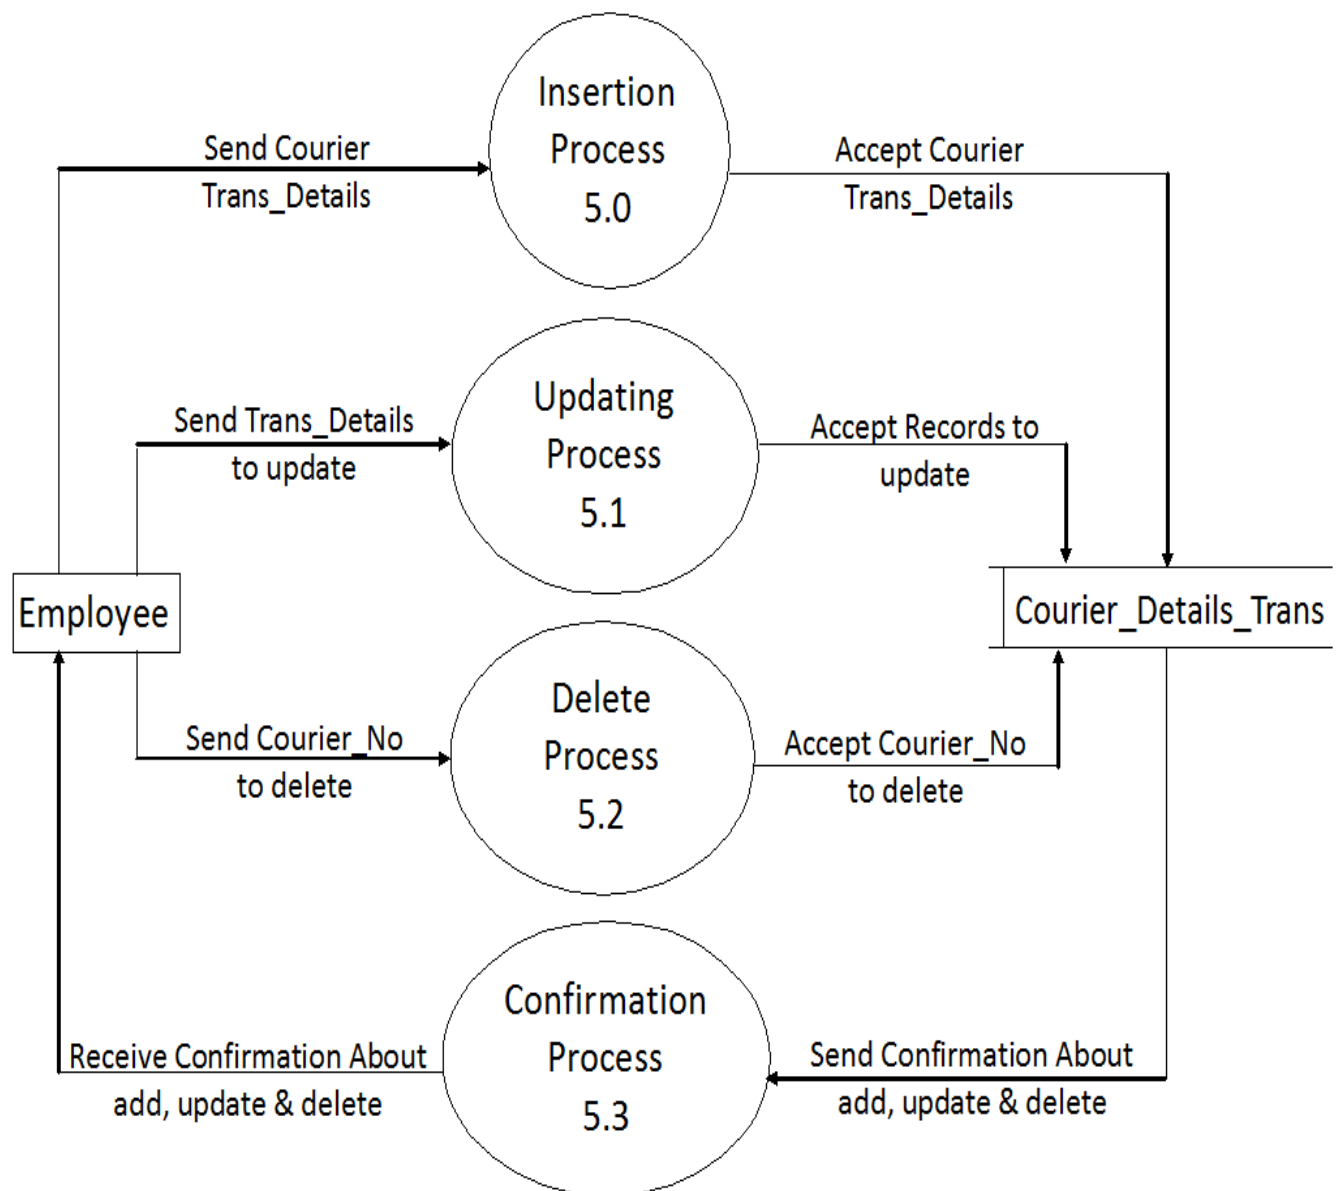 Insertion
Process
5.0
Send Courier
Trans_Details
Accept Courier
Trans_Details
Updating
Process
5.1
Send Trans_Details
to update
Accept Records to
update
Employee
Courier_Details_Trans
Delete
Process
5.2
Send Courier_No
to delete
Accept Courier_No
to delete
Confirmation
Process
5.3
Receive Confirmation About
add, update & delete
Send Confirmation About
add, update & delete